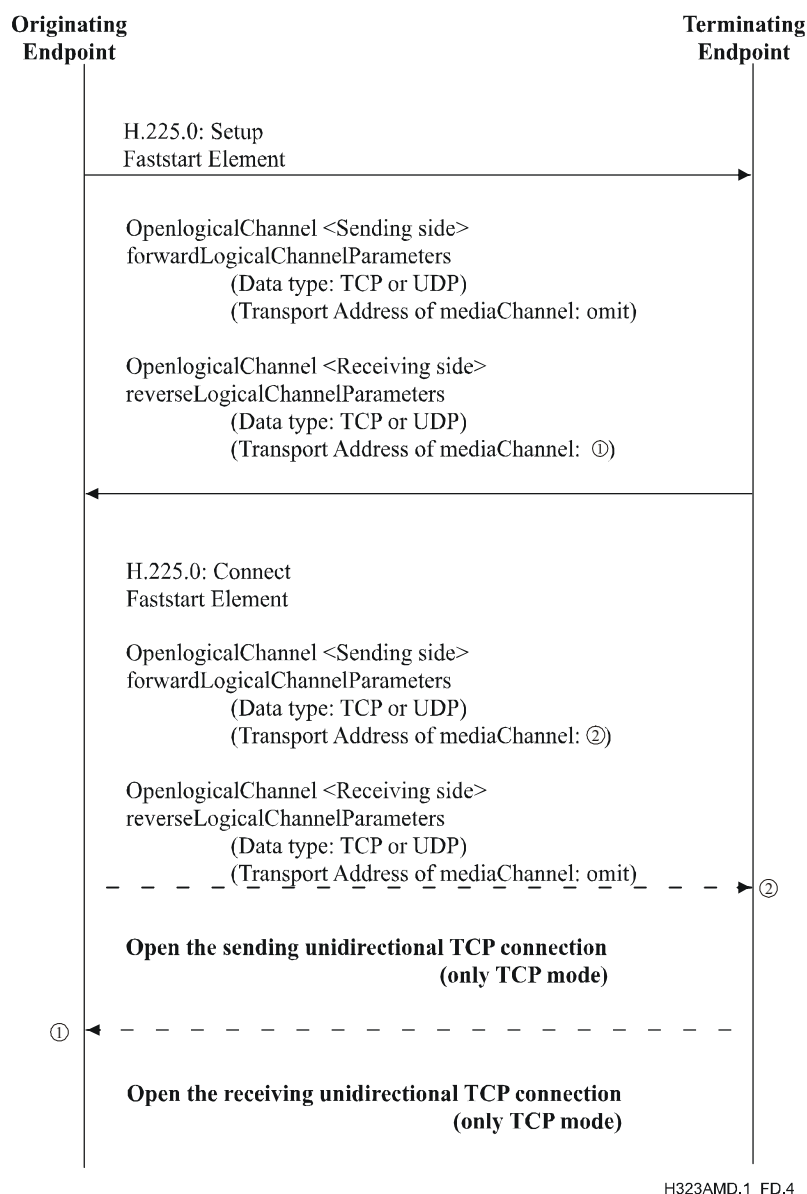 Originating
Endpoint
Terminating
Endpoint
H.225.0: Setup
Faststart Element
OpenlogicalChannel <Sending side>
forwardLogicalChannelParameters
(Data type: TCP or UDP)
(Transport Address of mediaChannel: omit)
OpenlogicalChannel <Receiving side>
reverseLogicalChannelParameters
(Data type: TCP or UDP)
(Transport Address of mediaChannel: ①)
H.225.0: Connect
Faststart Element
OpenlogicalChannel <Sending side>
forwardLogicalChannelParameters
(Data type: TCP or UDP)
(Transport Address of mediaChannel: ②)
OpenlogicalChannel <Receiving side>
reverseLogicalChannelParameters
(Data type: TCP or UDP)
(Transport Address of mediaChannel: omit)
②
Open the sending unidirectional TCP connection
(only TCP mode)
①
Open the receiving unidirectional TCP connection
(only TCP mode)
H323AMD.1_FD.4